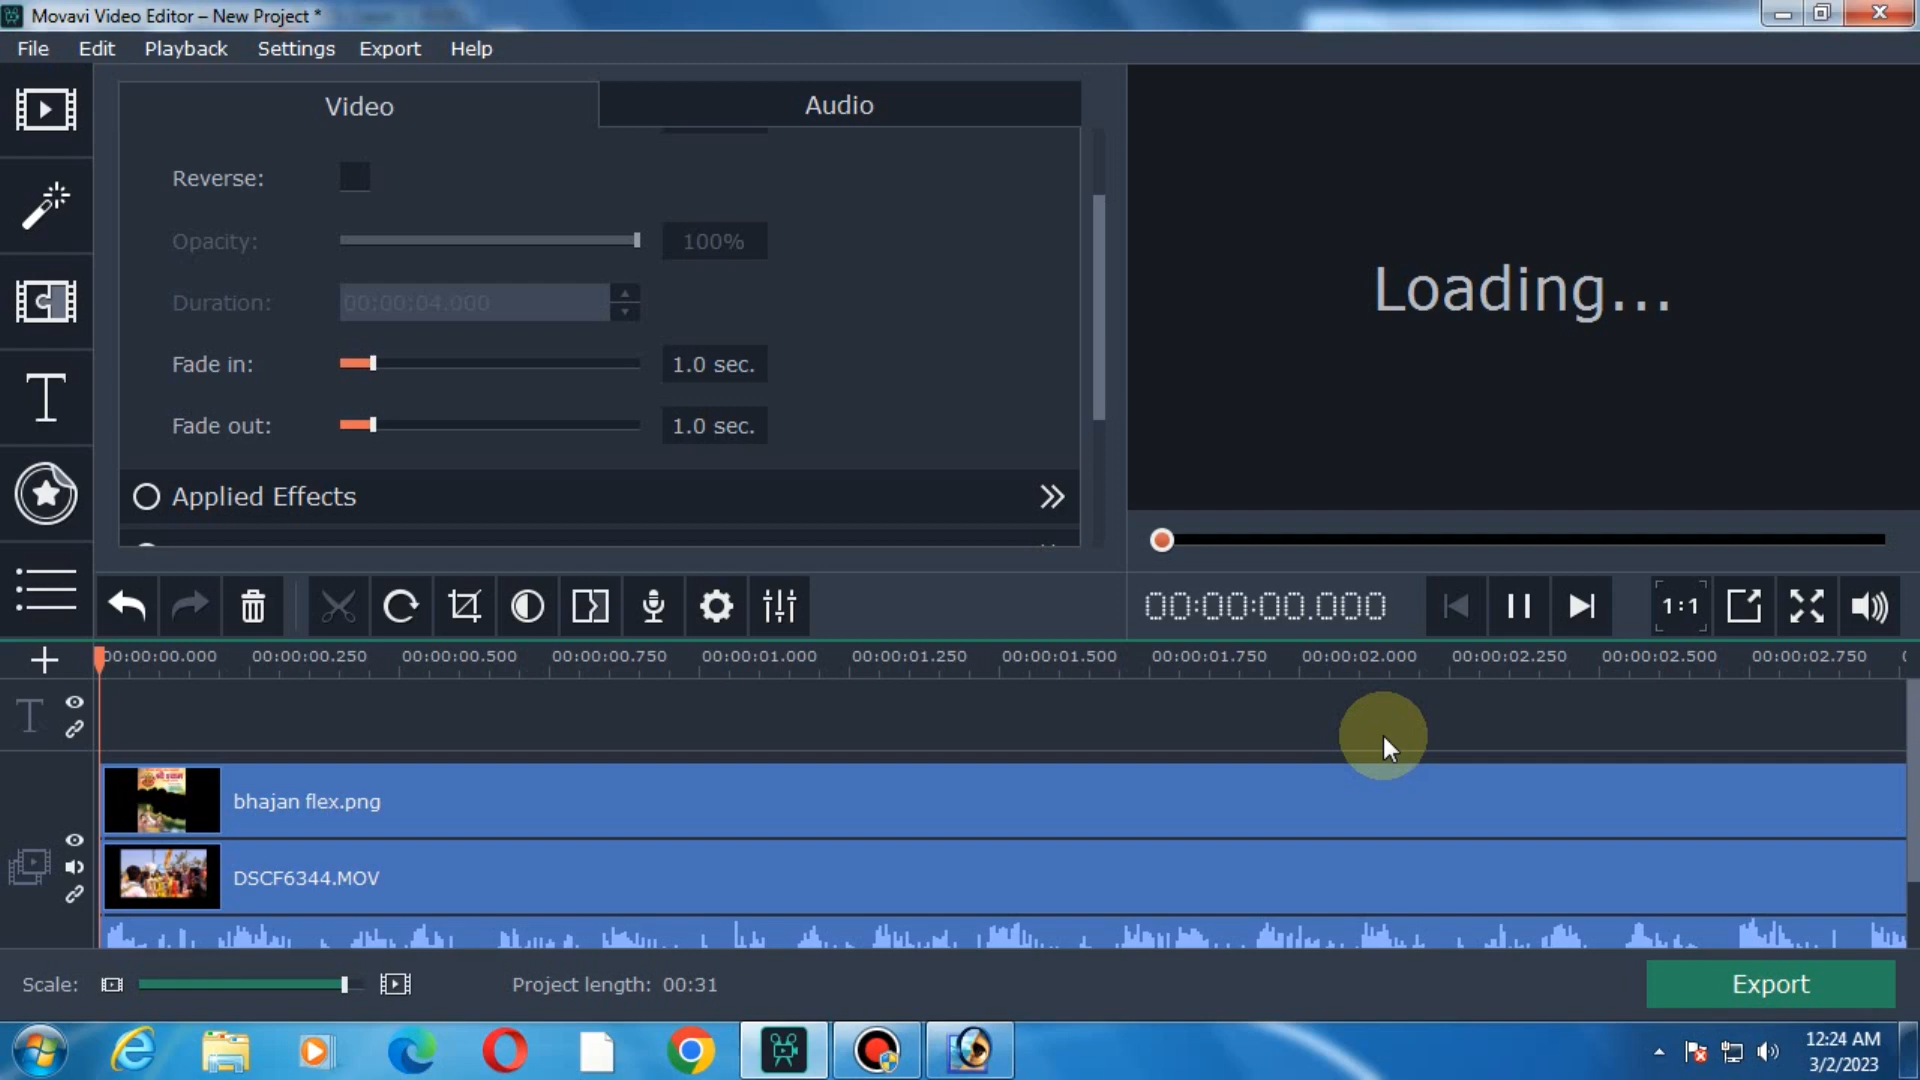 Movavi Video Editor – New Project *
File Edit Playback Settings Export Help
Video Audio
Reverse:
Opacity: 100%
Duration: 00:00:04.000
Fade in: 1.0 sec.
Fade out: 1.0 sec.
Applied Effects
Loading...
00:00:00.000 1:1
00:00:00.000 00:00:00.250 00:00:00.500 00:00:00.750 00:00:01.000 00:00:01.250 00:00:01.500 00:00:01.750 00:00:02.000 00:00:02.250 00:00:02.500 00:00:02.750
bhajan flex.png
DSCF6344.MOV
Scale: Project length: 00:31 Export
12:24 AM
3/2/2023